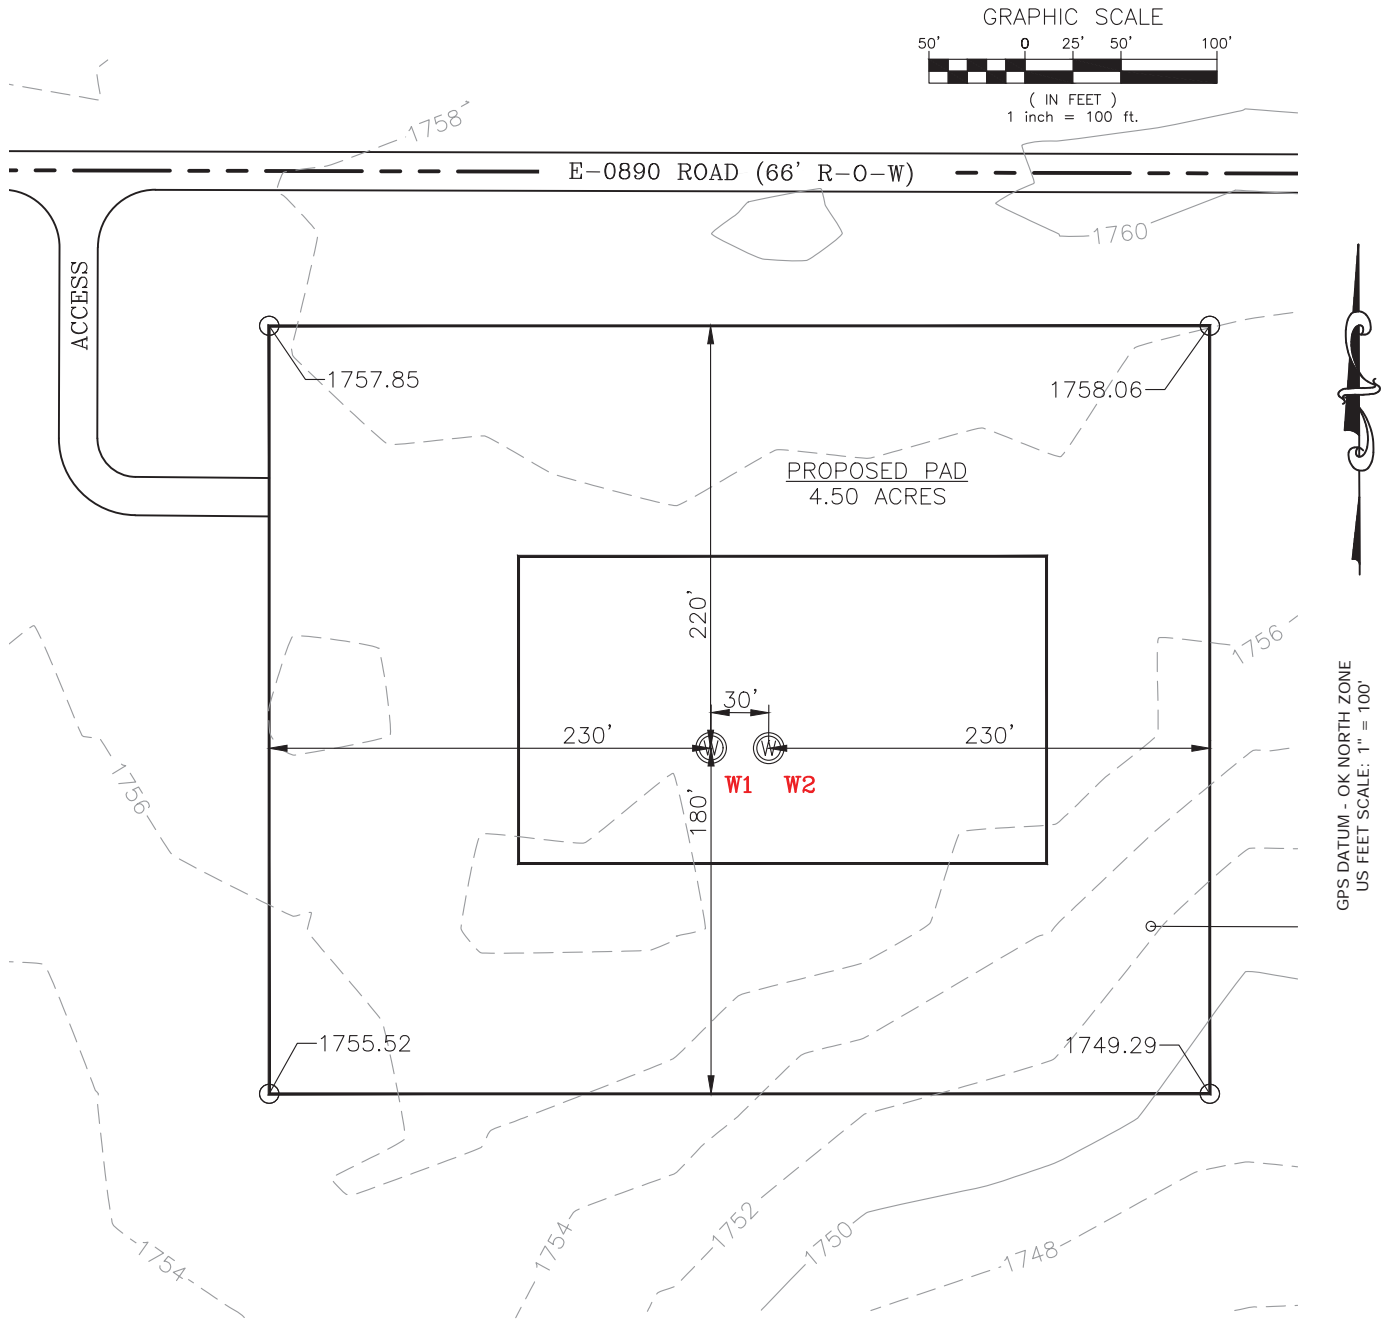 GRAPHIC SCALE
50' 0 25' 50' 100'
( IN FEET )
1 inch = 100 ft.
1758
E-0890 ROAD (66' R-O-W)
1760
ACCESS
1757.85
1758.06
PROPOSED PAD
4.50 ACRES
220'
1756
30'
230'
230'
W W
W1 W2
180'
1756
GPS DATUM - OK NORTH ZONE
US FEET SCALE: 1" = 100'
1755.52
1749.29
1754
1754
1752
1750
1748